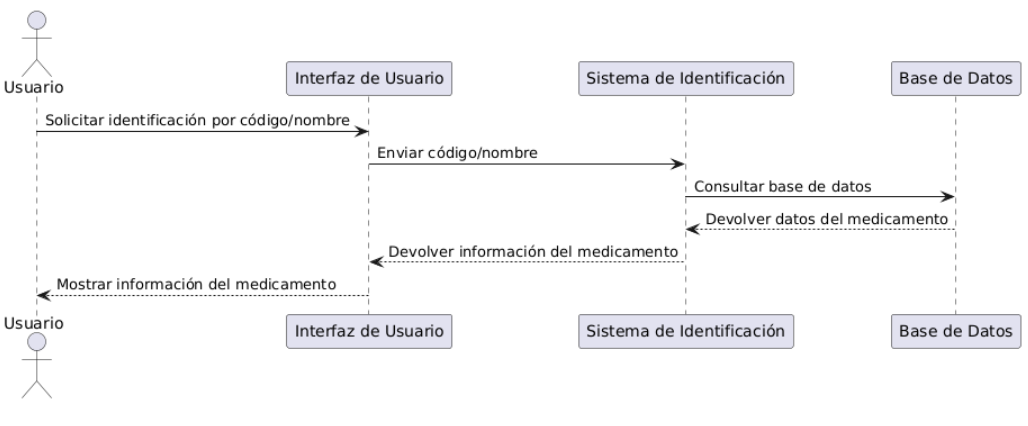 Usuario
Interfaz de Usuario
Sistema de Identificación
Base de Datos
Solicitar identificación por código/nombre
Enviar código/nombre
Consultar base de datos
Devolver datos del medicamento
Devolver información del medicamento
Mostrar información del medicamento
Usuario
Interfaz de Usuario
Sistema de Identificación
Base de Datos